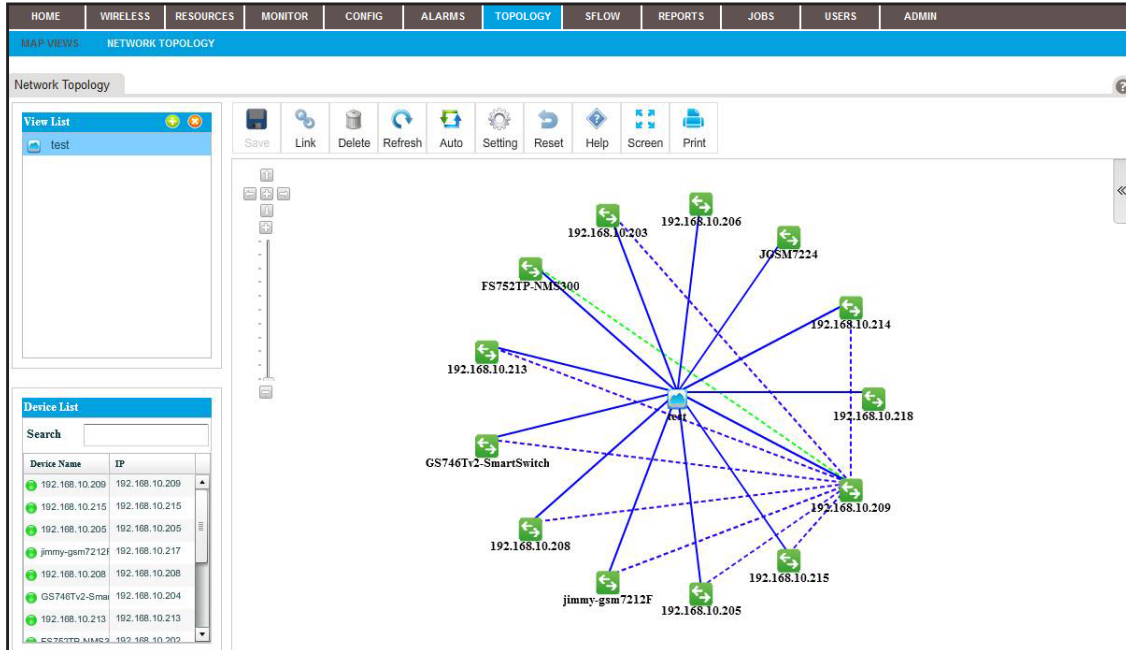 HOME WIRELESS RESOURCES MONITOR CONFIG ALARMS TOPOLOGY SFLOW REPORTS JOBS USERS ADMIN
MAP VIEWS NETWORK TOPOLOGY
Network Topology
?
View List
test
Save Link Delete Refresh Auto Setting Reset Help Screen Print
192.168.10.206
192.168.10.203
JGSM7224
FS752TP-NMS300
192.168.10.214
192.168.10.213
test
192.168.10.218
GS746Tv2-SmartSwitch
192.168.10.209
192.168.10.208
192.168.10.215
jimmy-gsm7212F
192.168.10.205
Device List
Search
Device Name IP
192.168.10.209 192.168.10.209
192.168.10.215 192.168.10.215
192.168.10.205 192.168.10.205
jimmy-gsm7212F 192.168.10.217
192.168.10.208 192.168.10.208
GS746Tv2-Smar 192.168.10.204
192.168.10.213 192.168.10.213
FS752TP-NMS3 192.168.10.202